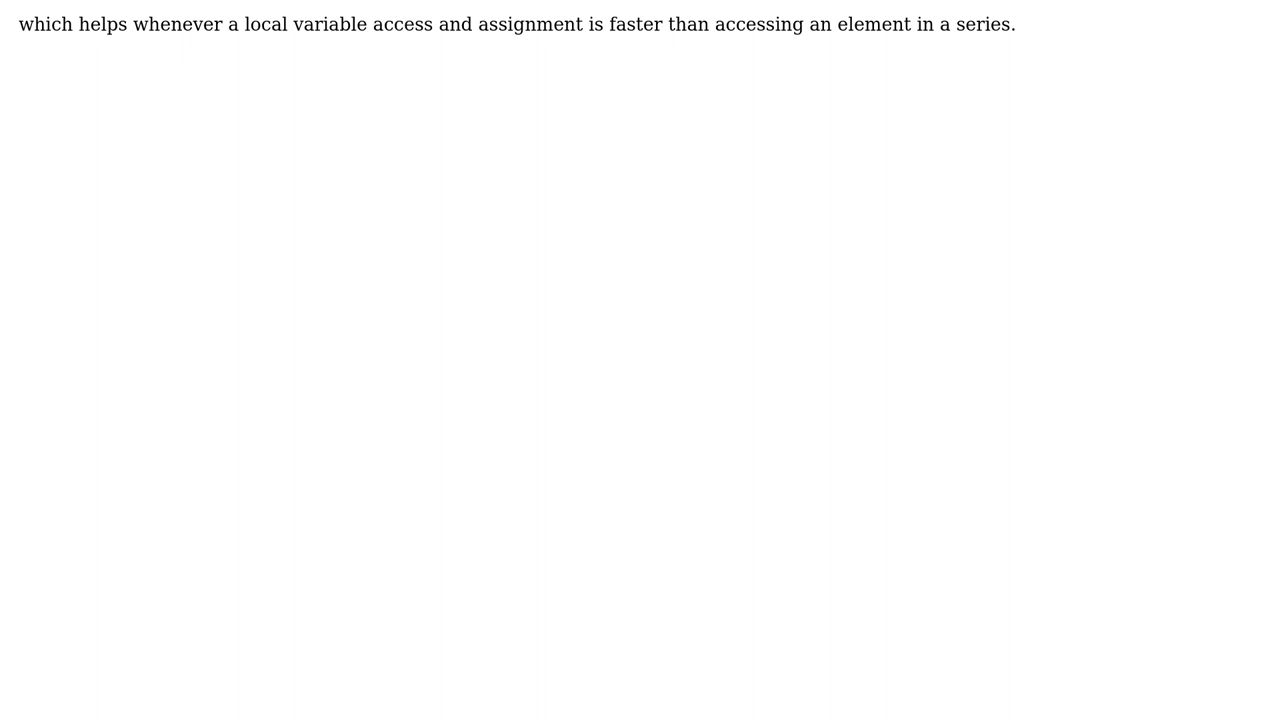 which helps whenever a local variable access and assignment is faster than accessing an element in a series.